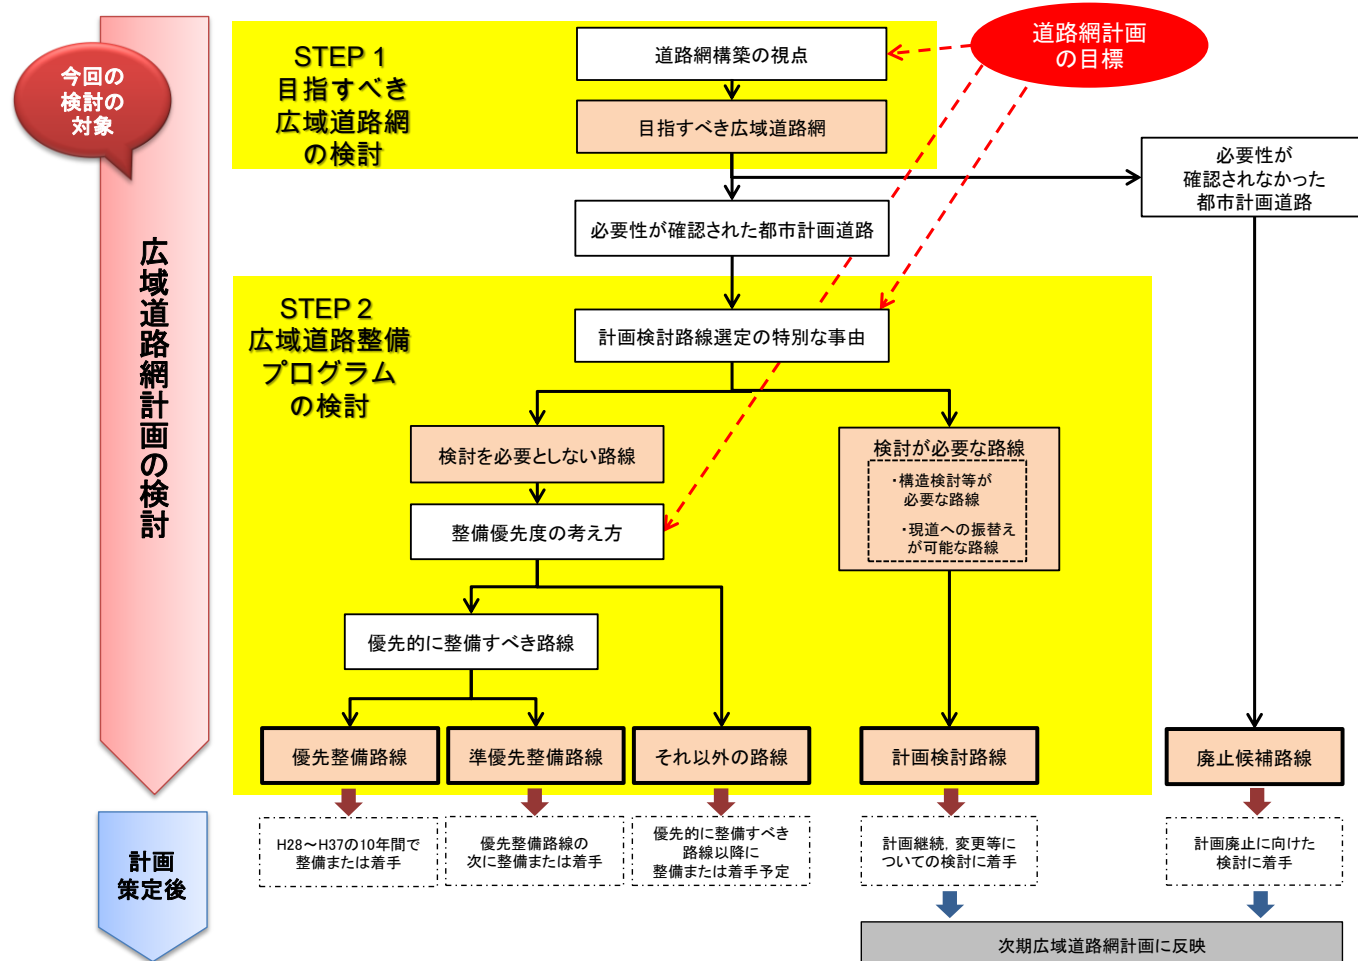 今回の
検討の
対象
広域道路網計画の検討
計画
策定後
STEP 1
目指すべき
広域道路網
の検討
道路網構築の視点
目指すべき広域道路網
道路網計画
の目標
必要性が
確認されなかった
都市計画道路
必要性が確認された都市計画道路
STEP 2
広域道路整備
プログラム
の検討
計画検討路線選定の特別な事由
検討を必要としない路線
検討が必要な路線
・構造検討等が
必要な路線
・現道への振替え
が可能な路線
整備優先度の考え方
優先的に整備すべき路線
優先整備路線
準優先整備路線
それ以外の路線
計画検討路線
廃止候補路線
H28～H37の10年間で
整備または着手
優先整備路線の
次に整備または着手
優先的に整備すべき
路線以降に
整備または着手予定
計画継続，変更等に
ついての検討に着手
計画廃止に向けた
検討に着手
次期広域道路網計画に反映